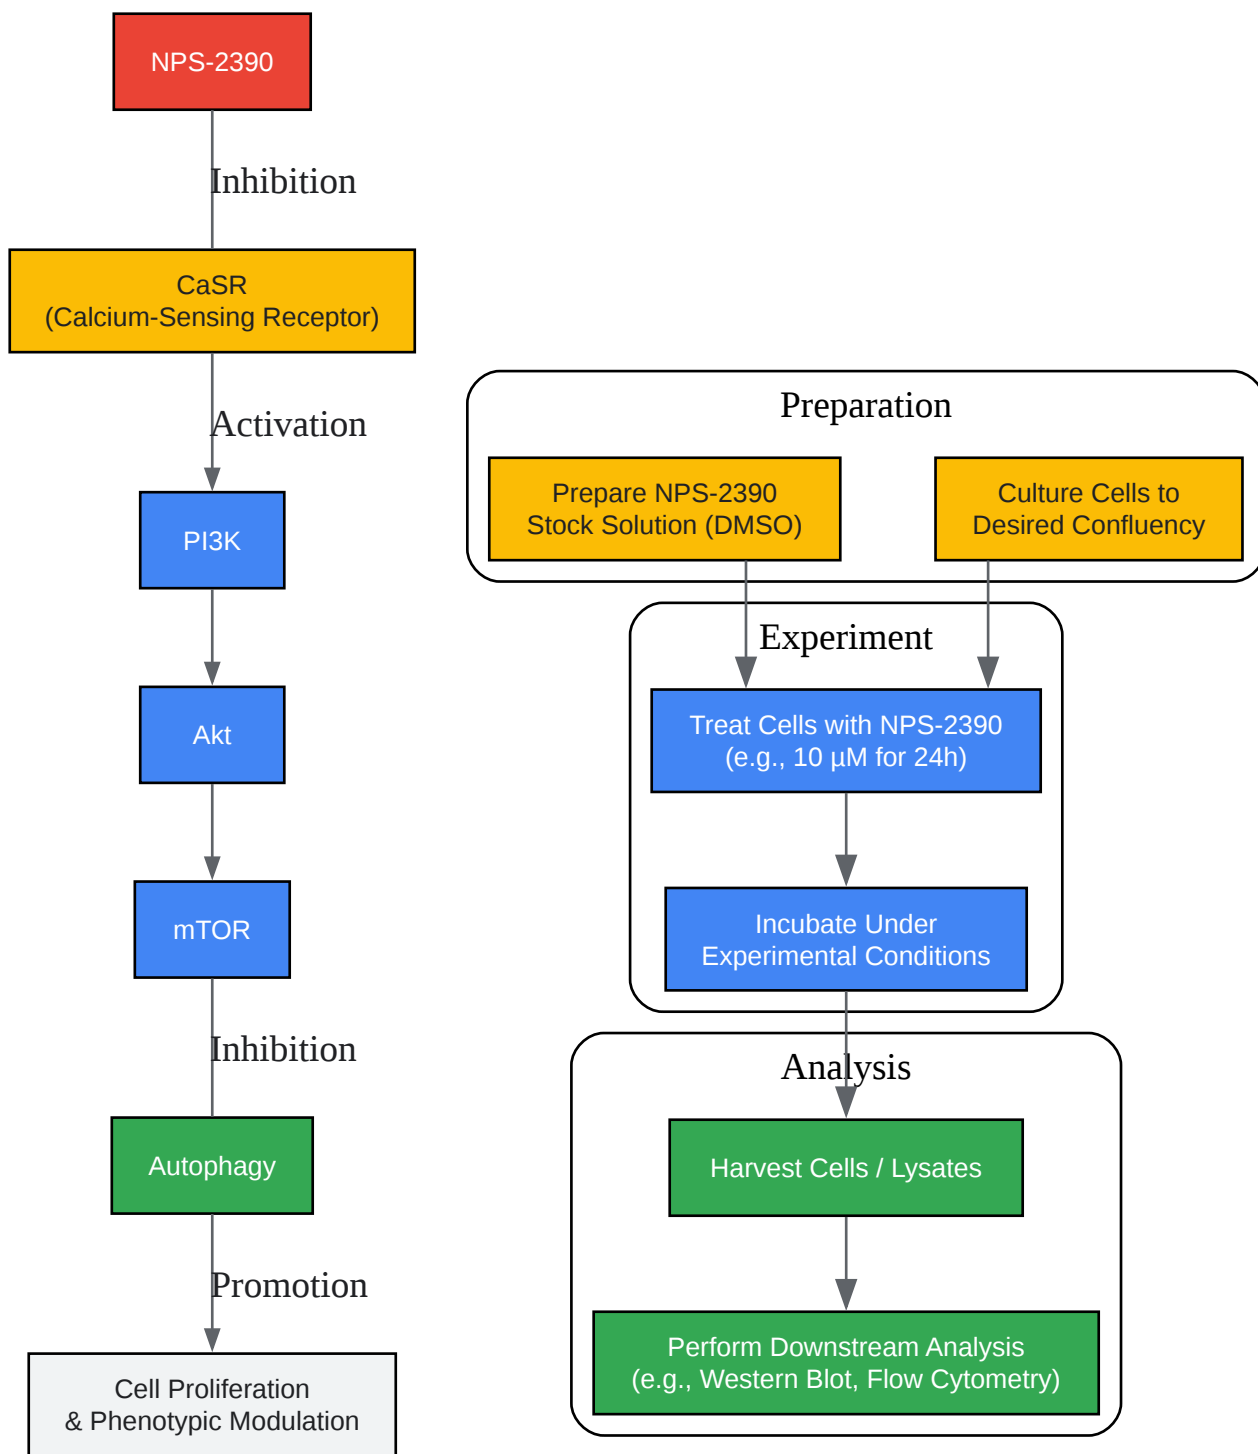 NPS-2390
Inhibition
CaSR
(Calcium-Sensing Receptor)
Activation
PI3K
Akt
mTOR
Inhibition
Autophagy
Promotion
Cell Proliferation
& Phenotypic Modulation
Preparation
Prepare NPS-2390
Stock Solution (DMSO)
Culture Cells to
Desired Confluency
Experiment
Treat Cells with NPS-2390
(e.g., 10 µM for 24h)
Incubate Under
Experimental Conditions
Analysis
Harvest Cells / Lysates
Perform Downstream Analysis
(e.g., Western Blot, Flow Cytometry)